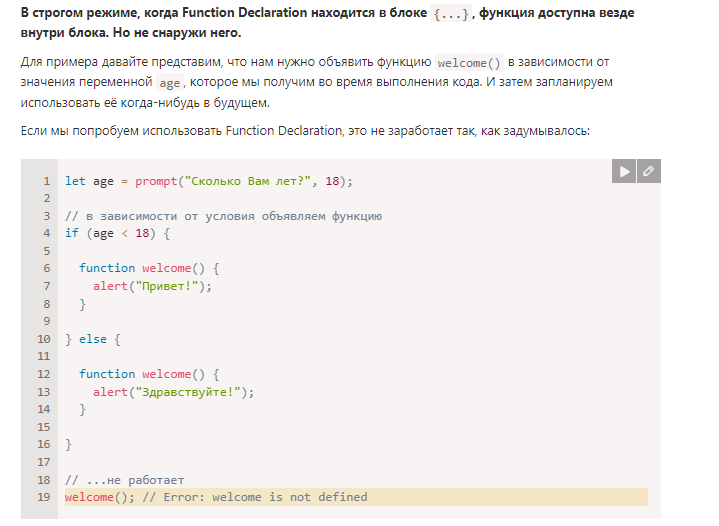 В строгом режиме, когда Function Declaration находится в блоке {...}, функция доступна везде
внутри блока. Но не снаружи него.
Для примера давайте представим, что нам нужно объявить функцию welcome() в зависимости от
значения переменной age, которое мы получим во время выполнения кода. И затем запланируем
использовать её когда-нибудь в будущем.
Если мы попробуем использовать Function Declaration, это не заработает так, как задумывалось:
1 let age = prompt("Сколько Вам лет?", 18);
2
3 // в зависимости от условия объявляем функцию
4 if (age < 18) {
5
6   function welcome() {
7     alert("Привет!");
8   }
9
10 } else {
11
12   function welcome() {
13     alert("Здравствуйте!");
14   }
15
16 }
17
18 // ...не работает
19 welcome(); // Error: welcome is not defined